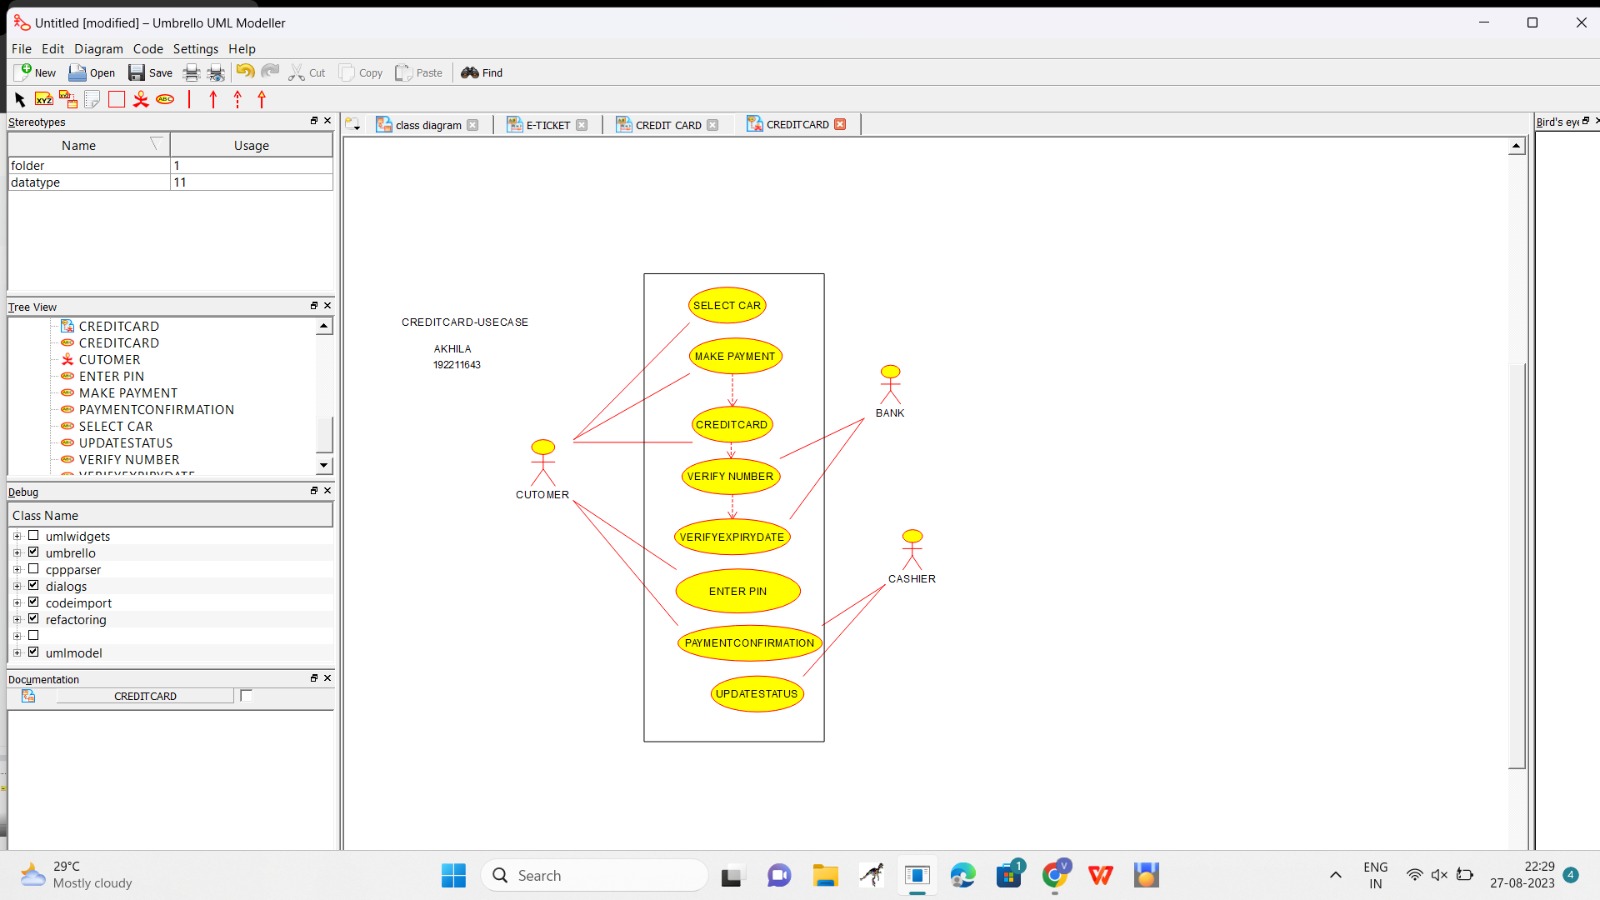 Untitled [modified] – Umbrello UML Modeller
File Edit Diagram Code Settings Help
New Open Save Cut Copy Paste Find
XYZ ABC
Stereotypes
Name Usage
folder 1
datatype 11
Tree View
CREDITCARD
CREDITCARD
CUTOMER
ENTER PIN
MAKE PAYMENT
PAYMENTCONFIRMATION
SELECT CAR
UPDATESTATUS
VERIFY NUMBER
VERIFYEXPIRYDATE
Debug
Class Name
umlwidgets
umbrello
cppparser
dialogs
codeimport
refactoring
umlmodel
Documentation
CREDITCARD
class diagram E-TICKET CREDIT CARD CREDITCARD
Bird's eye
CREDITCARD-USECASE
AKHILA
192211643
SELECT CAR
MAKE PAYMENT
CREDITCARD
VERIFY NUMBER
VERIFYEXPIRYDATE
ENTER PIN
PAYMENTCONFIRMATION
UPDATESTATUS
CUTOMER
BANK
CASHIER
29°C
Mostly cloudy
Search
1
V
ENG
IN
22:29
27-08-2023
4